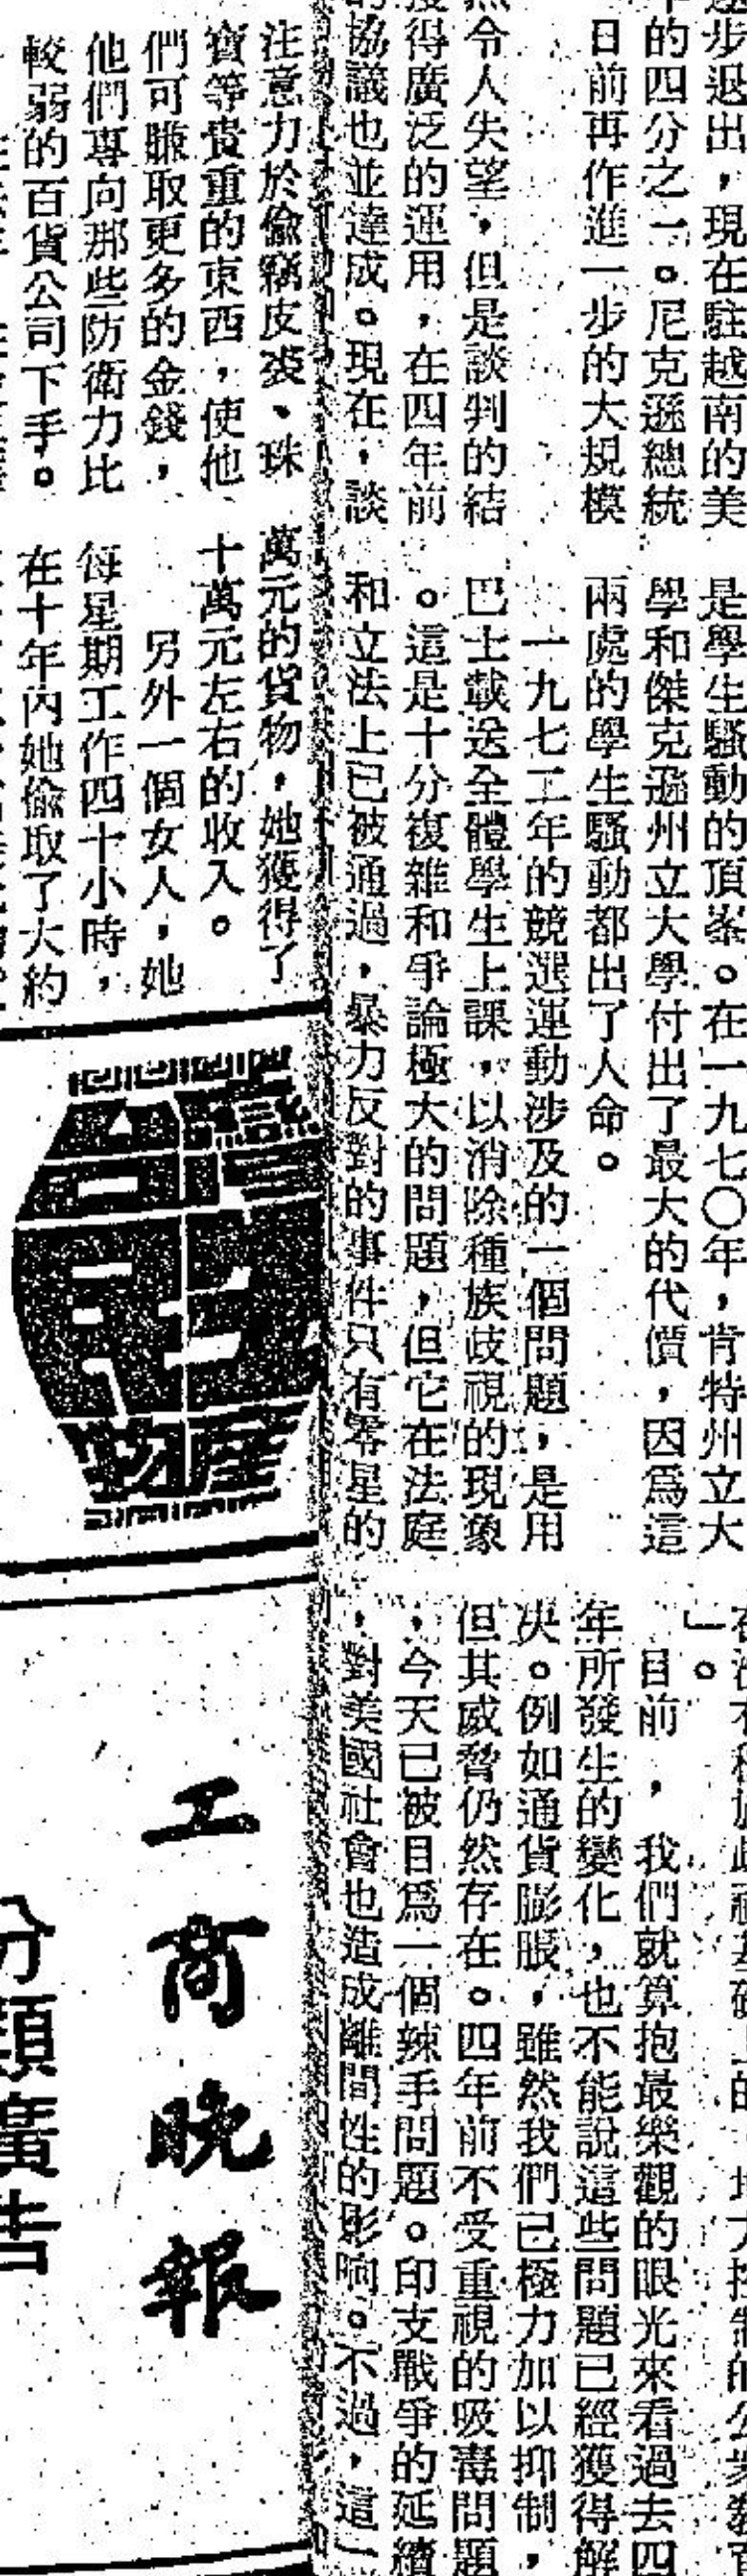 步退出，現在駐越南的美
的四分之一。尼克遜總統
日前再作進一步的大規模
令人失望，但是談判的結
得廣泛的運用，在四年前
協議也並達成。現在，談
是學生騷動的頂峯。在一九七〇年，肯特州立大
學和傑克遜州立大學付出了最大的代價，因爲這
兩處的學生騷動都出了人命。
一九七二年的競選運動涉及的一個問題，是用
巴士載送全體學生上課，以消除種族歧視的現象
。這是十分複雜和爭論極大的問題，但它在法庭
和立法上已被通過，暴力反對的事件只有零星的
」。
目前，我們就算抱最樂觀的眼光來看過去四
年所發生的變化，也不能說這些問題已經獲得解
決。例如通貨膨脹，雖然我們已極力加以抑制，
但其威脅仍然存在。四年前不受重視的吸毒問題
，今天已被目爲一個辣手問題。印支戰爭的延續
，對美國社會也造成離間性的影响。不過，這一
注意力於偸竊皮裘、珠
寶等貴重的東西，使他
們可賺取更多的金錢，
他們專向那些防衛力比
較弱的百貨公司下手。
萬元的貨物，她獲得了
十萬元左右的收入。
另外一個女人，她
每星期工作四十小時，
在十年內她偸取了大約
台灣
物產
工商晚報
分類廣告